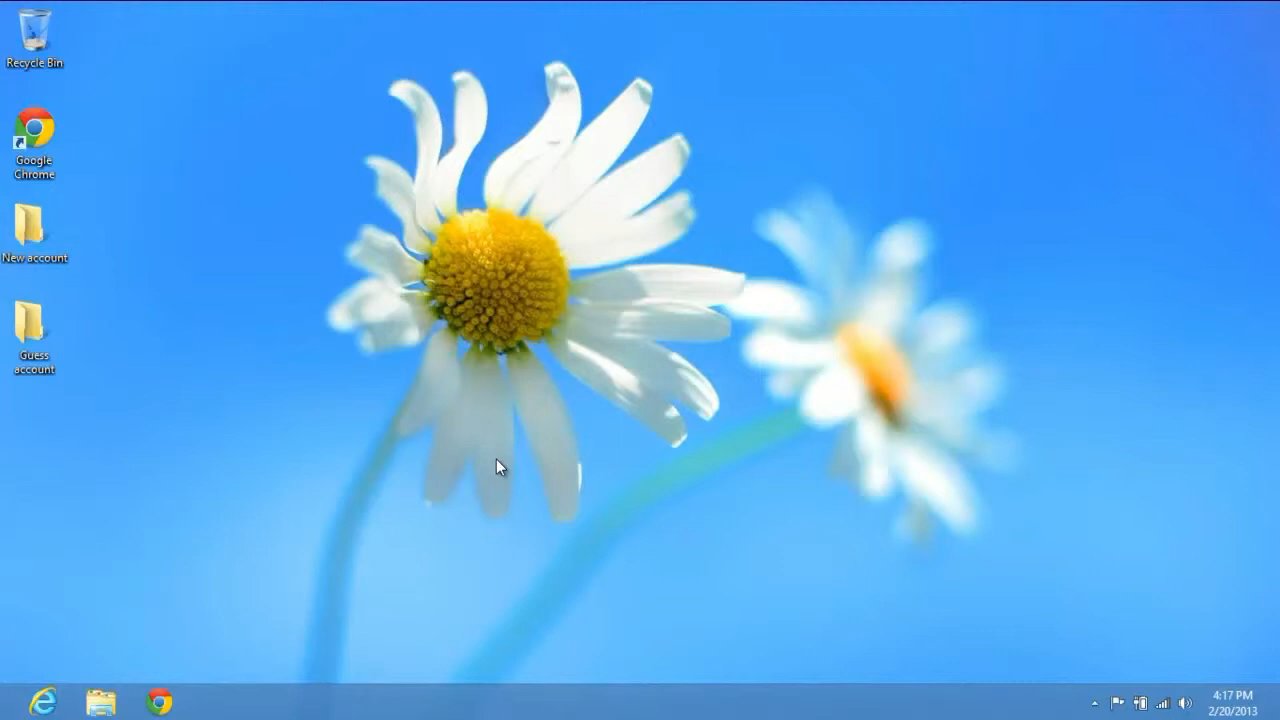 Recycle Bin
Google
Chrome
New account
Guess
account
4:17 PM
2/20/2013